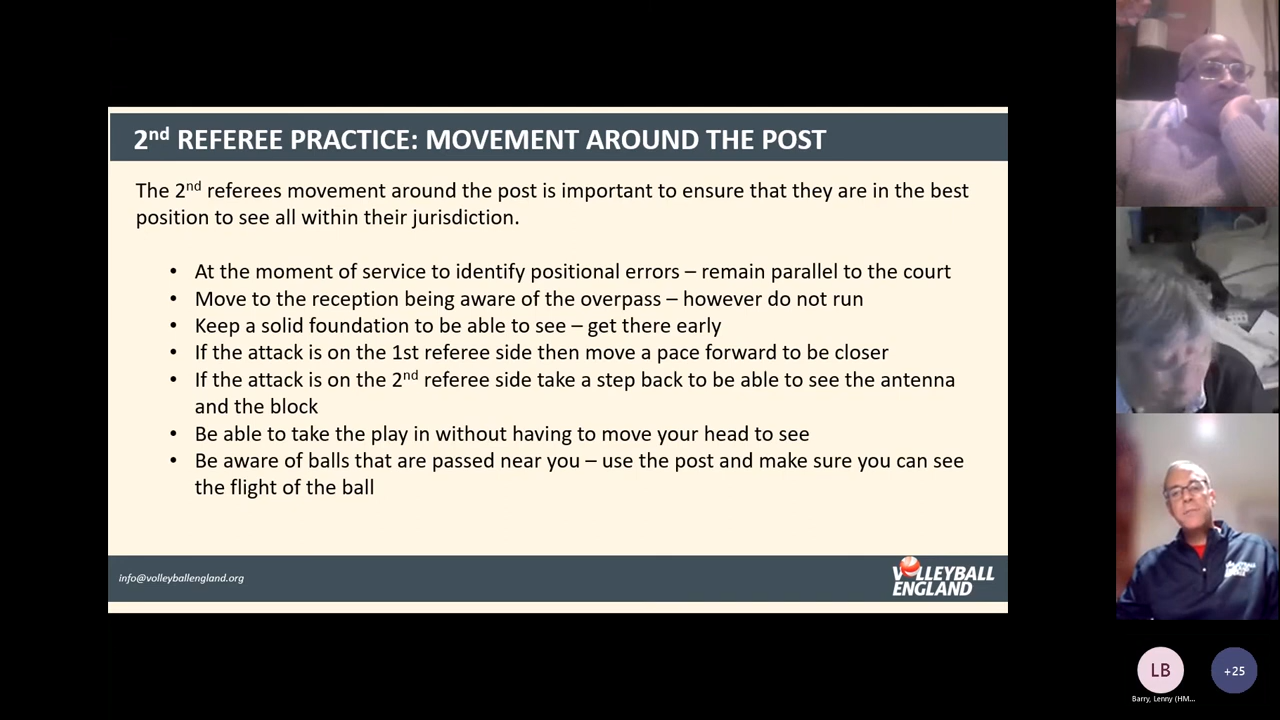 2nd REFEREE PRACTICE: MOVEMENT AROUND THE POST
The 2nd referees movement around the post is important to ensure that they are in the best
position to see all within their jurisdiction.
• At the moment of service to identify positional errors – remain parallel to the court
• Move to the reception being aware of the overpass – however do not run
• Keep a solid foundation to be able to see – get there early
• If the attack is on the 1st referee side then move a pace forward to be closer
• If the attack is on the 2nd referee side take a step back to be able to see the antenna
and the block
• Be able to take the play in without having to move your head to see
• Be aware of balls that are passed near you – use the post and make sure you can see
the flight of the ball
info@volleyballengland.org
VOLLEYBALL
ENGLAND
LB
+25
Barry, Lenny (HM...